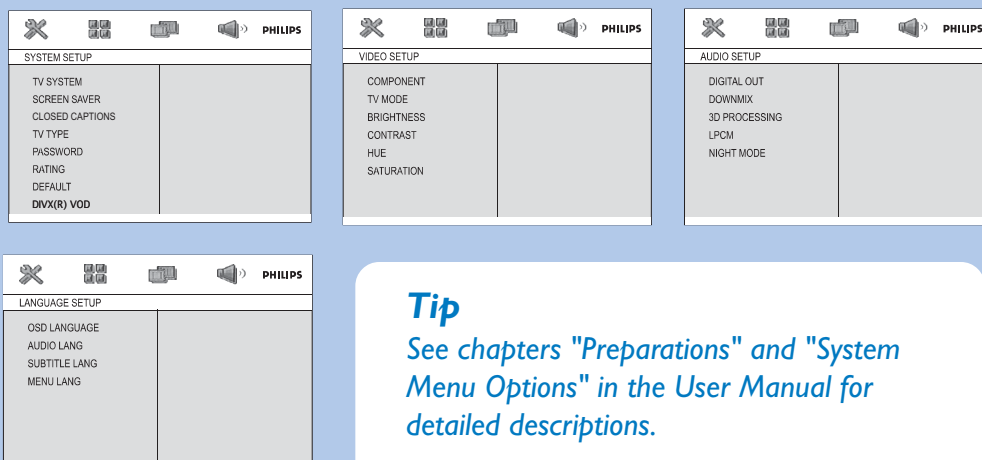 PHILIPS
SYSTEM SETUP
TV SYSTEM
SCREEN SAVER
CLOSED CAPTIONS
TV TYPE
PASSWORD
RATING
DEFAULT
DIVX(R) VOD
PHILIPS
VIDEO SETUP
COMPONENT
TV MODE
BRIGHTNESS
CONTRAST
HUE
SATURATION
PHILIPS
AUDIO SETUP
DIGITAL OUT
DOWNMIX
3D PROCESSING
LPCM
NIGHT MODE
PHILIPS
LANGUAGE SETUP
OSD LANGUAGE
AUDIO LANG
SUBTITLE LANG
MENU LANG
Tip
See chapters "Preparations" and "System
Menu Options" in the User Manual for
detailed descriptions.